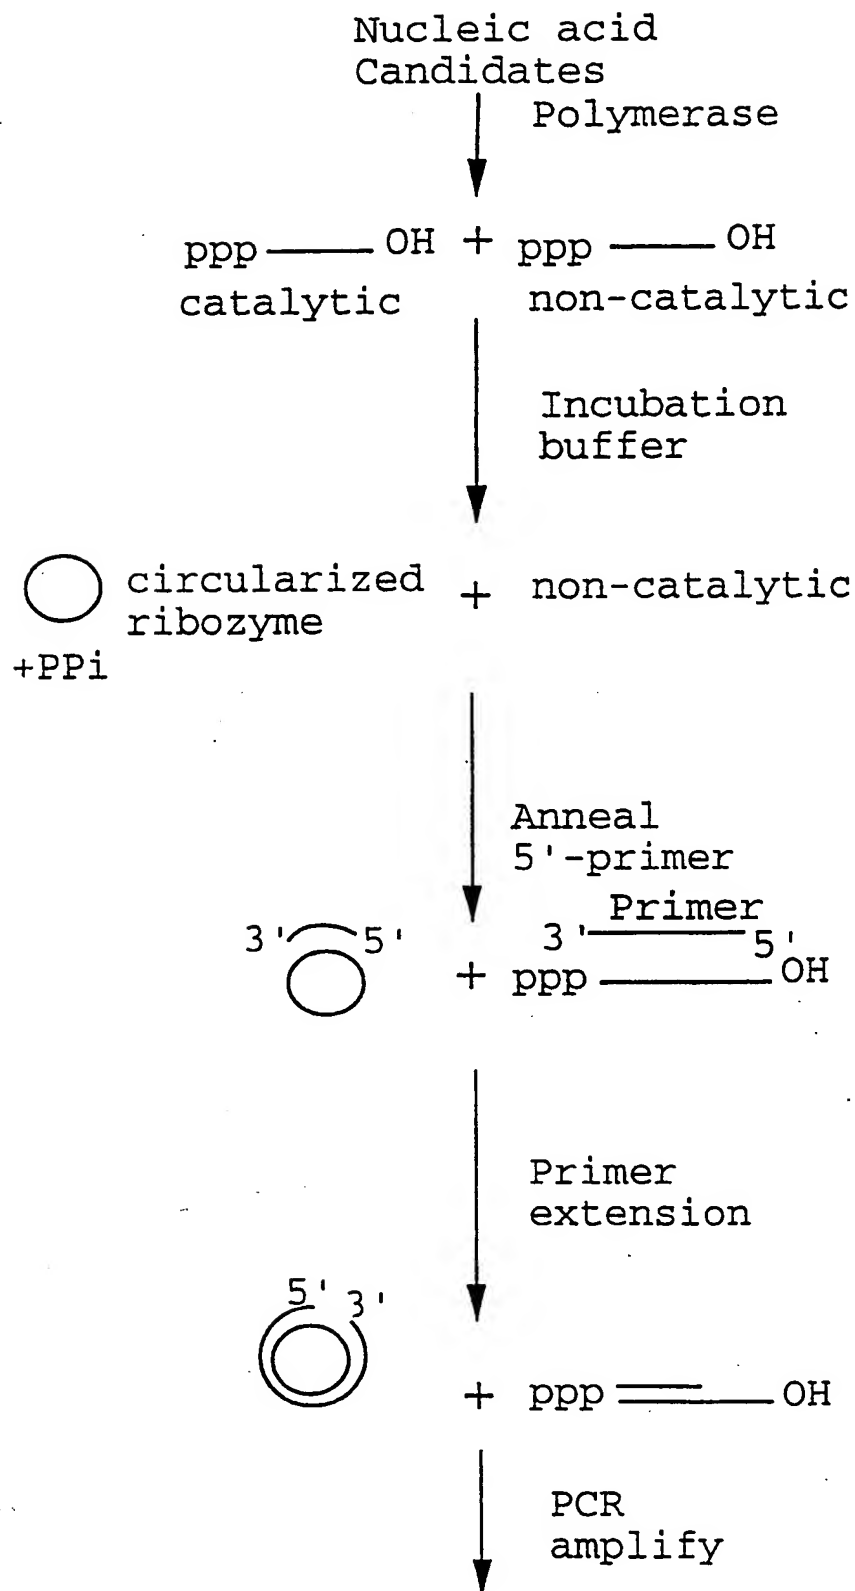 Nucleic acid
Candidates
Polymerase
ppp OH + ppp OH
catalytic non-catalytic
Incubation
buffer
circularized + non-catalytic
ribozyme
+PPi
Anneal
5'-primer
Primer
3' 5' 3' 5'
+ ppp OH
Primer
extension
5' 3'
+ ppp OH
PCR
amplify